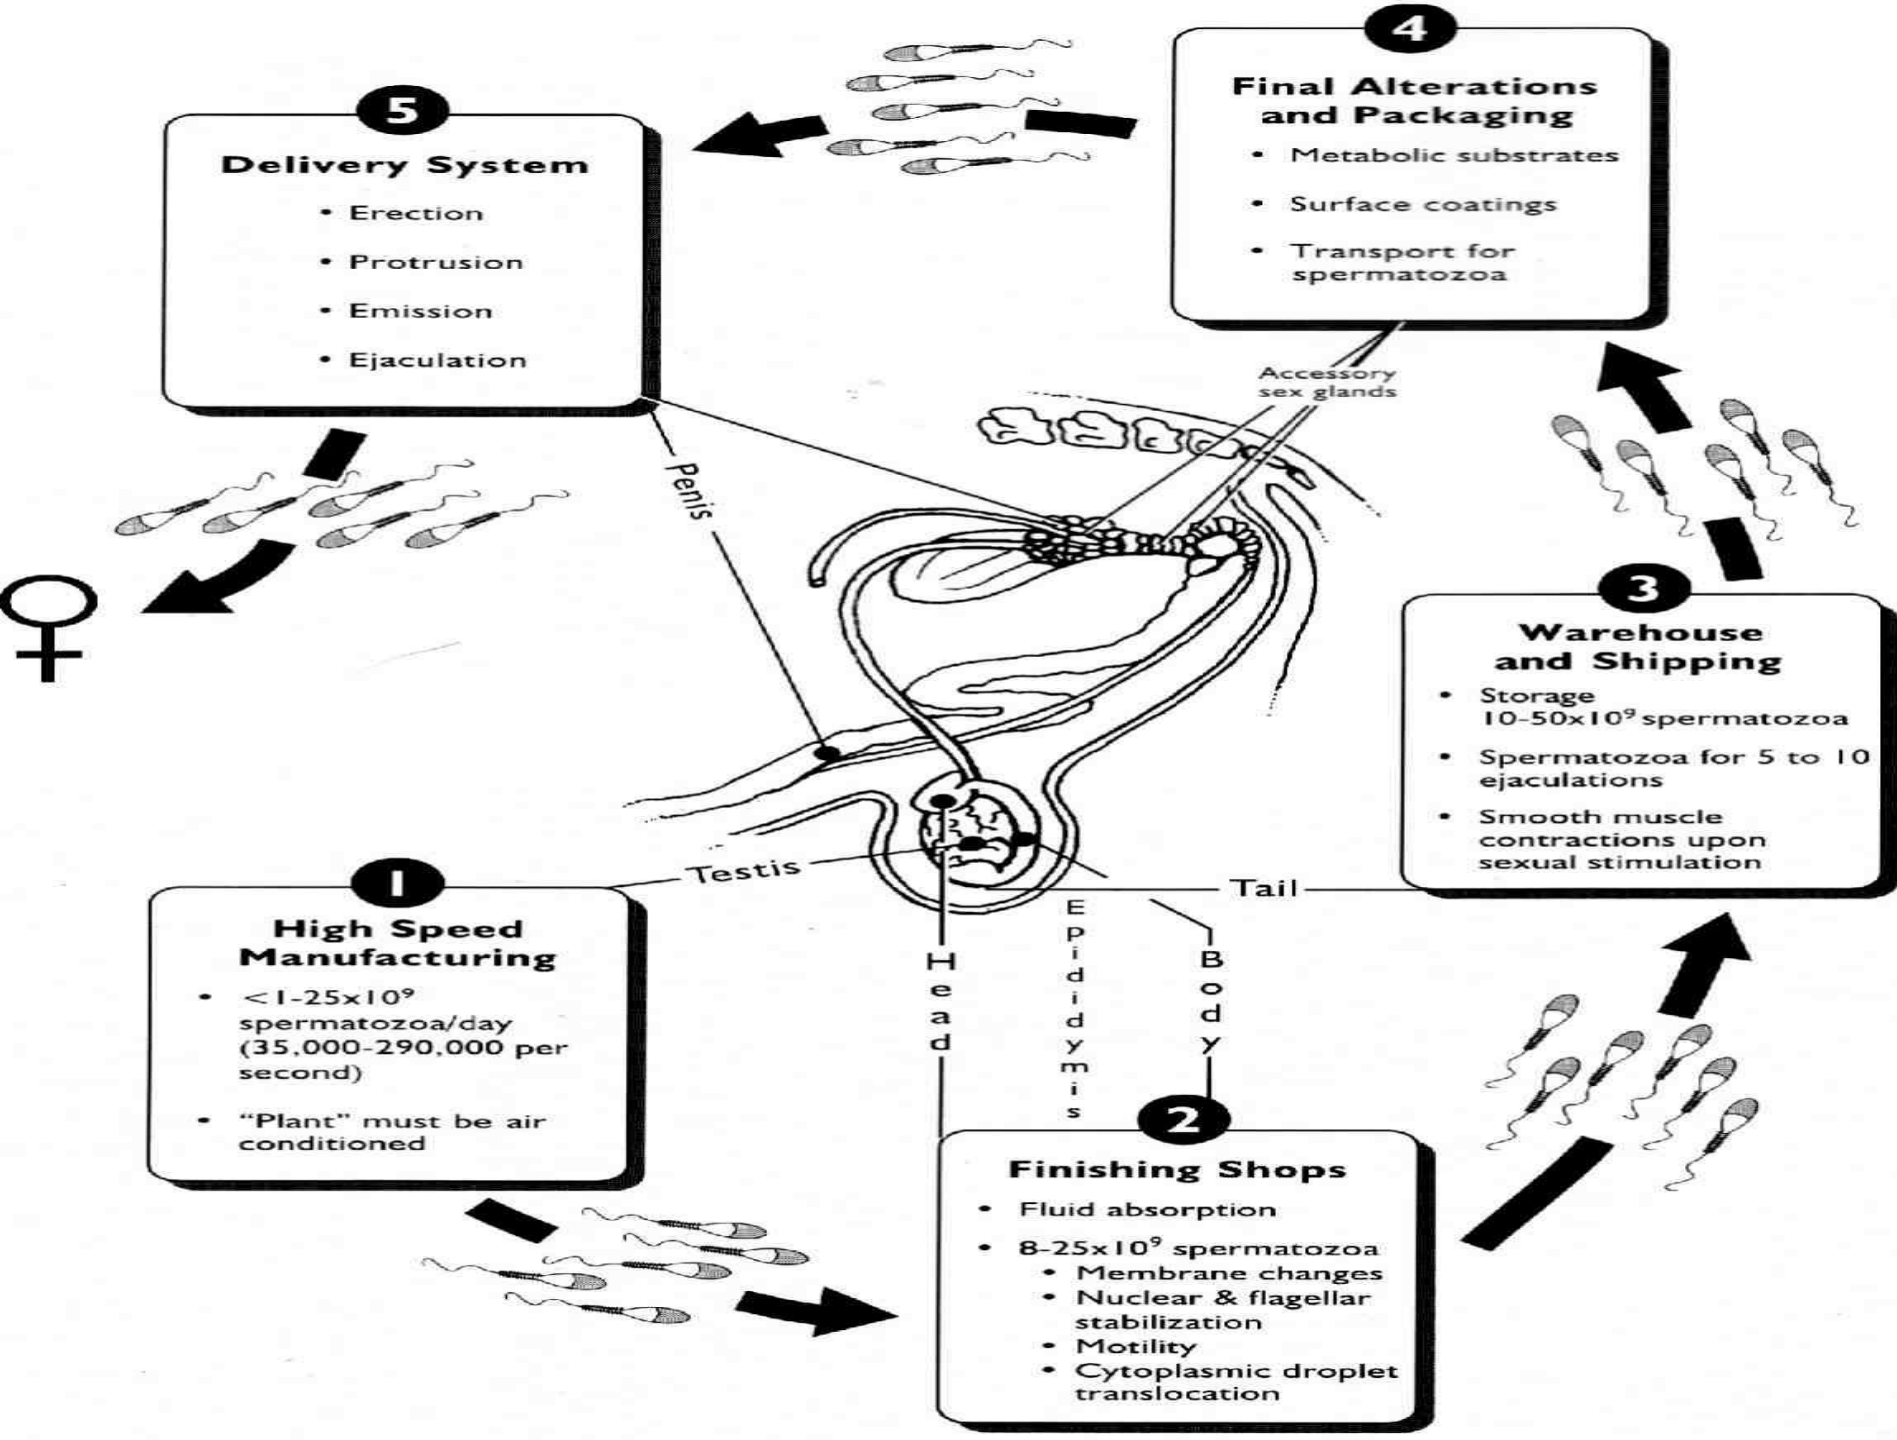 4
Final Alterations
and Packaging
• Metabolic substrates
• Surface coatings
• Transport for
spermatozoa
5
Delivery System
• Erection
• Protrusion
• Emission
• Ejaculation
Accessory
sex glands
Penis
3
Warehouse
and Shipping
• Storage
10-50x10⁹ spermatozoa
• Spermatozoa for 5 to 10
ejaculations
• Smooth muscle
contractions upon
sexual stimulation
Testis
Tail
Head
Epididymis
Body
1
High Speed
Manufacturing
• <1-25x10⁹
spermatozoa/day
(35,000-290,000 per
second)
• "Plant" must be air
conditioned
2
Finishing Shops
• Fluid absorption
• 8-25x10⁹ spermatozoa
• Membrane changes
• Nuclear & flagellar
stabilization
• Motility
• Cytoplasmic droplet
translocation